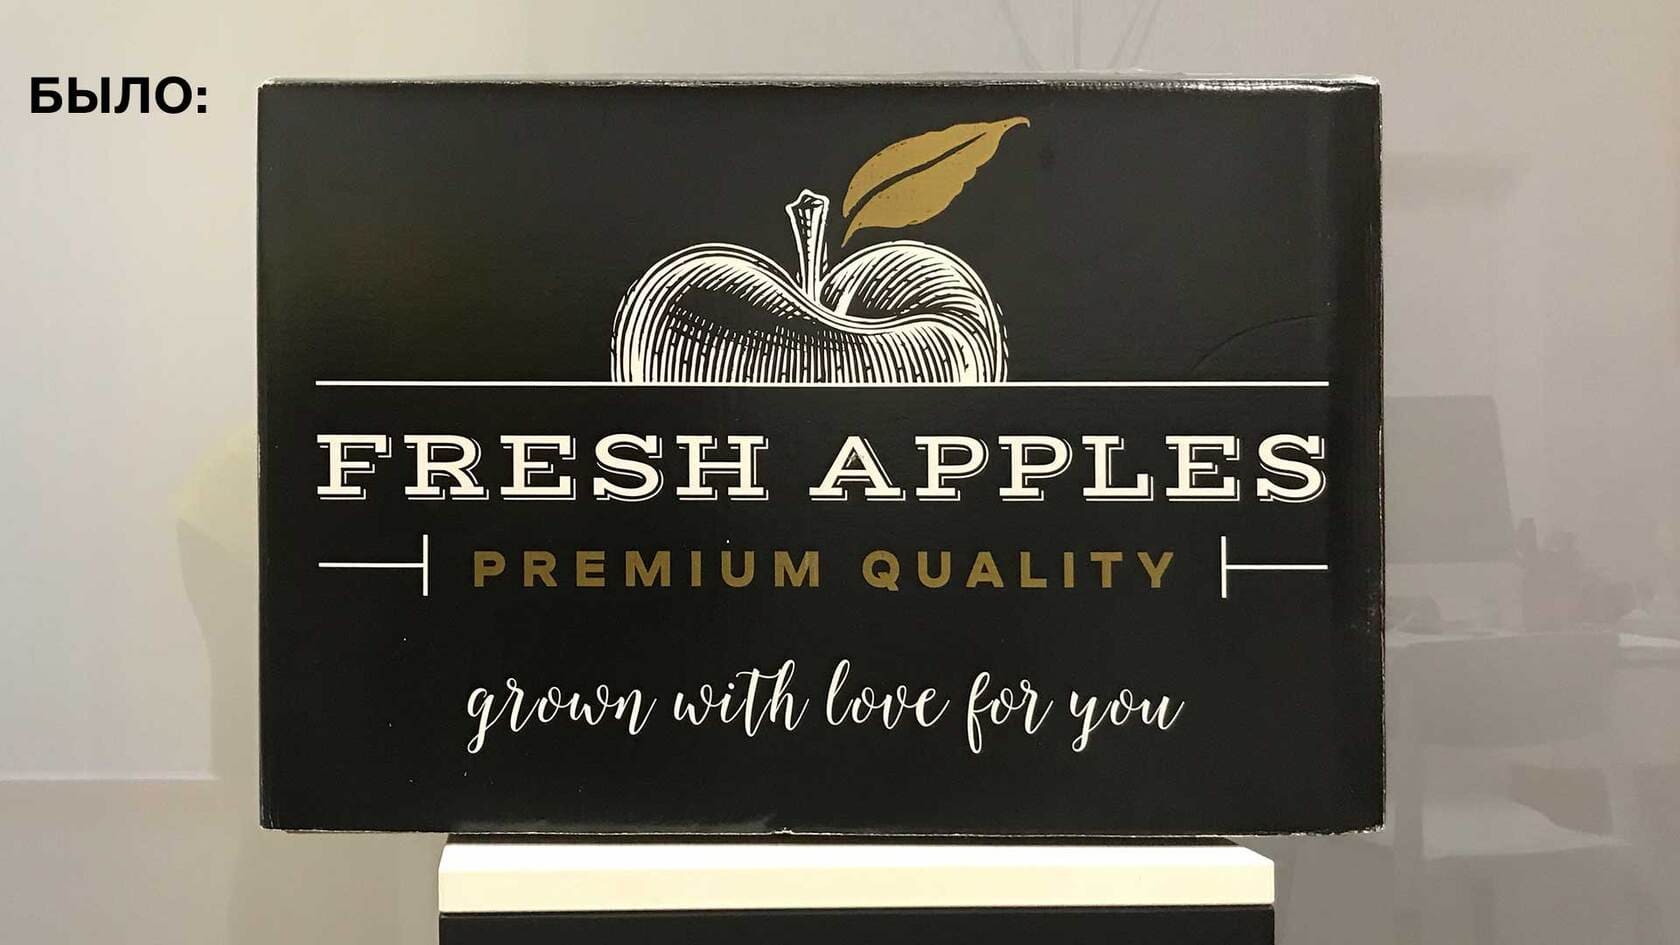 БЫЛО:
FRESH APPLES
PREMIUM QUALITY
grown with love for you